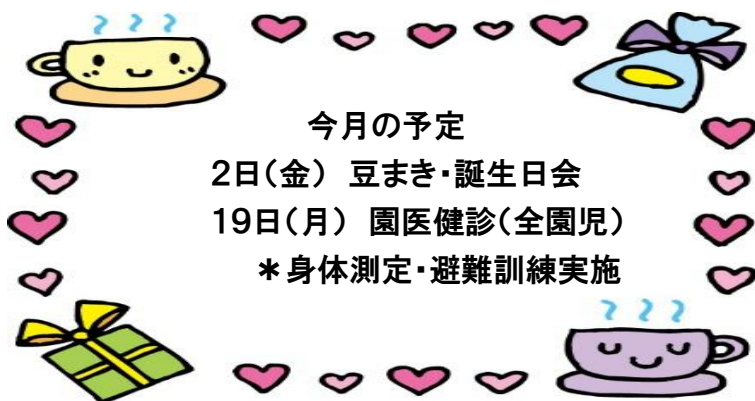 今月の予定
2日(金) 豆まき・誕生日会
19日(月) 園医健診(全園児)
＊身体測定・避難訓練実施